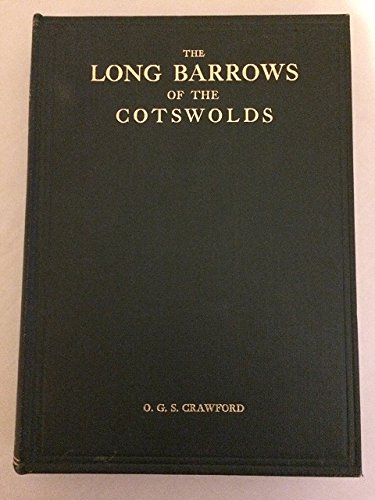 THE
LONG BARROWS
OF THE
COTSWOLDS
O. G. S. CRAWFORD